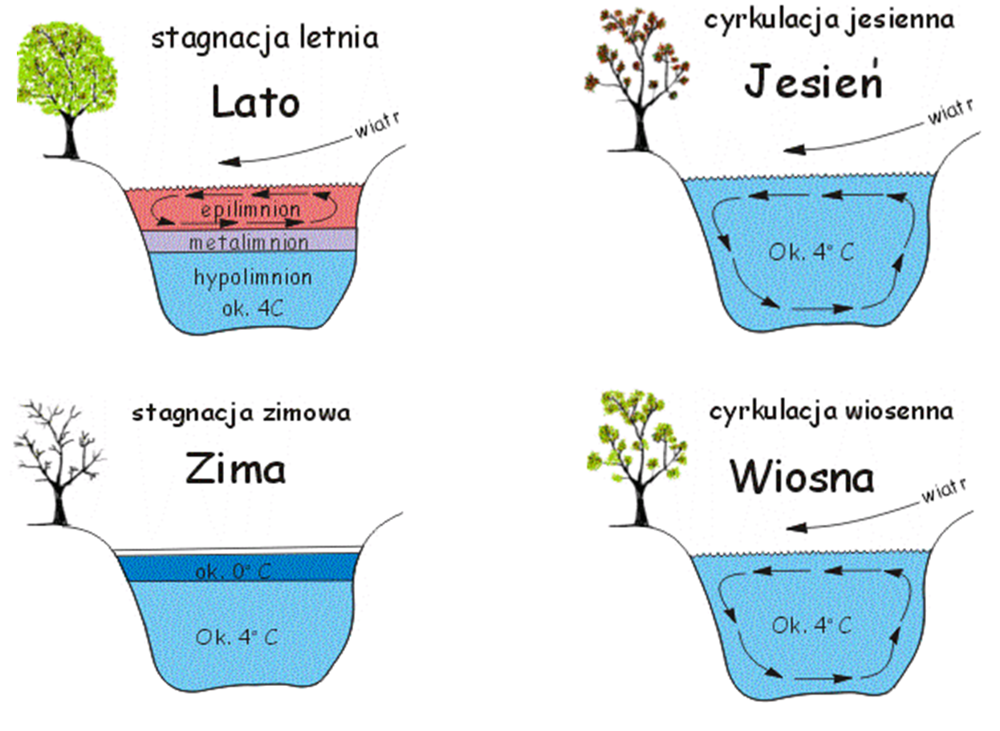 stagnacja letnia
Lato
wiatr
epilimnion
metalimnion
hypolimnion
ok. 4C
cyrkulacja jesienna
Jesień
wiatr
Ok. 4° C
stagnacja zimowa
Zima
ok. 0° C
Ok. 4° C
cyrkulacja wiosenna
Wiosna
wiatr
Ok. 4° C